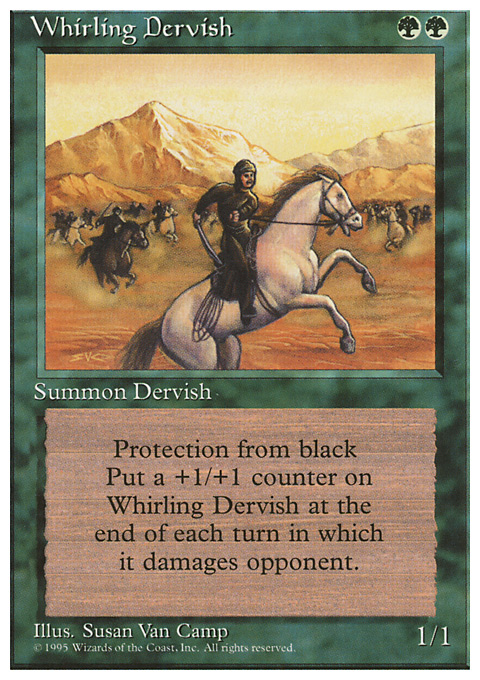 Whirling Dervish
SVC
Summon Dervish
Protection from black
Put a +1/+1 counter on
Whirling Dervish at the
end of each turn in which
it damages opponent.
Illus. Susan Van Camp
© 1995 Wizards of the Coast, Inc. All rights reserved.
1/1